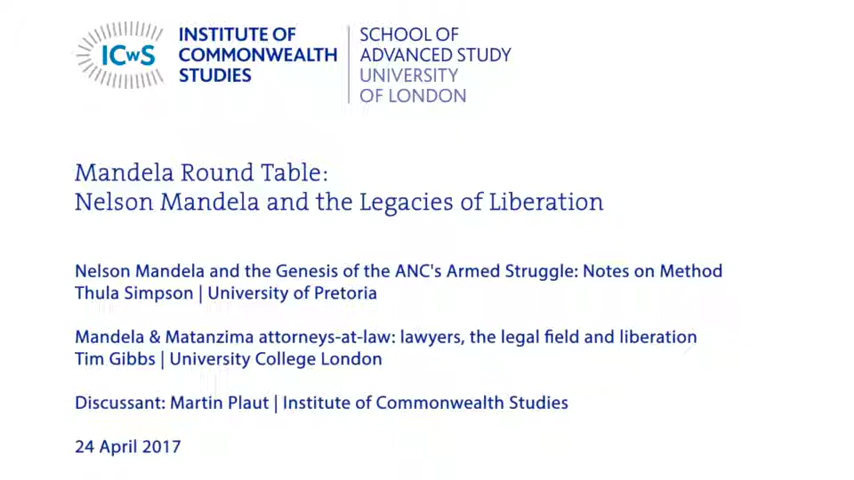 ICwS
INSTITUTE OF
COMMONWEALTH
STUDIES
SCHOOL OF
ADVANCED STUDY
UNIVERSITY
OF LONDON
Mandela Round Table:
Nelson Mandela and the Legacies of Liberation
Nelson Mandela and the Genesis of the ANC's Armed Struggle: Notes on Method
Thula Simpson | University of Pretoria
Mandela & Matanzima attorneys-at-law: lawyers, the legal field and liberation
Tim Gibbs | University College London
Discussant: Martin Plaut | Institute of Commonwealth Studies
24 April 2017